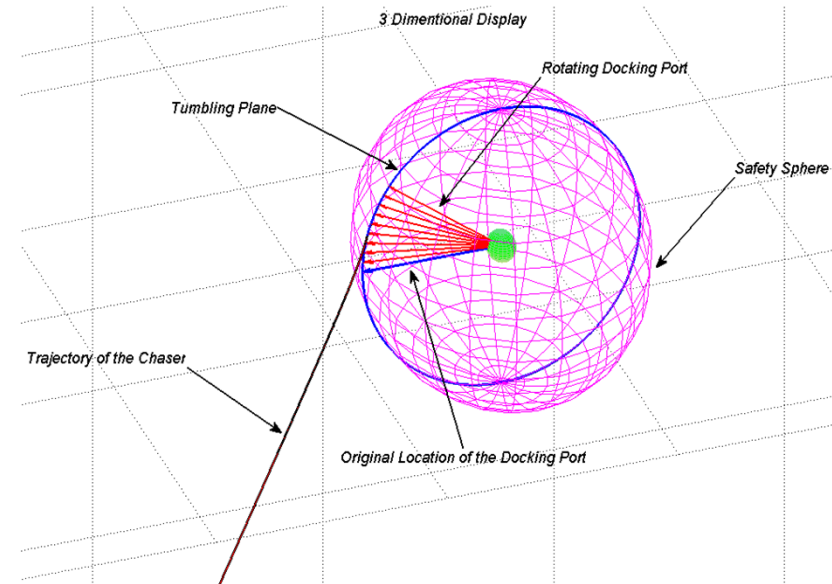 3 Dimentional Display
Rotating Docking Port
Tumbling Plane
Safety Sphere
Trajectory of the Chaser
Original Location of the Docking Port